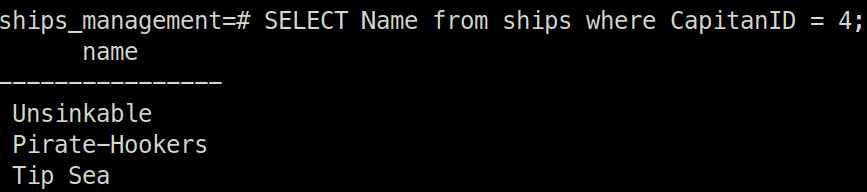 ships_management=# SELECT Name from ships where CapitanID = 4;
name
----------------
Unsinkable
Pirate-Hookers
Tip Sea